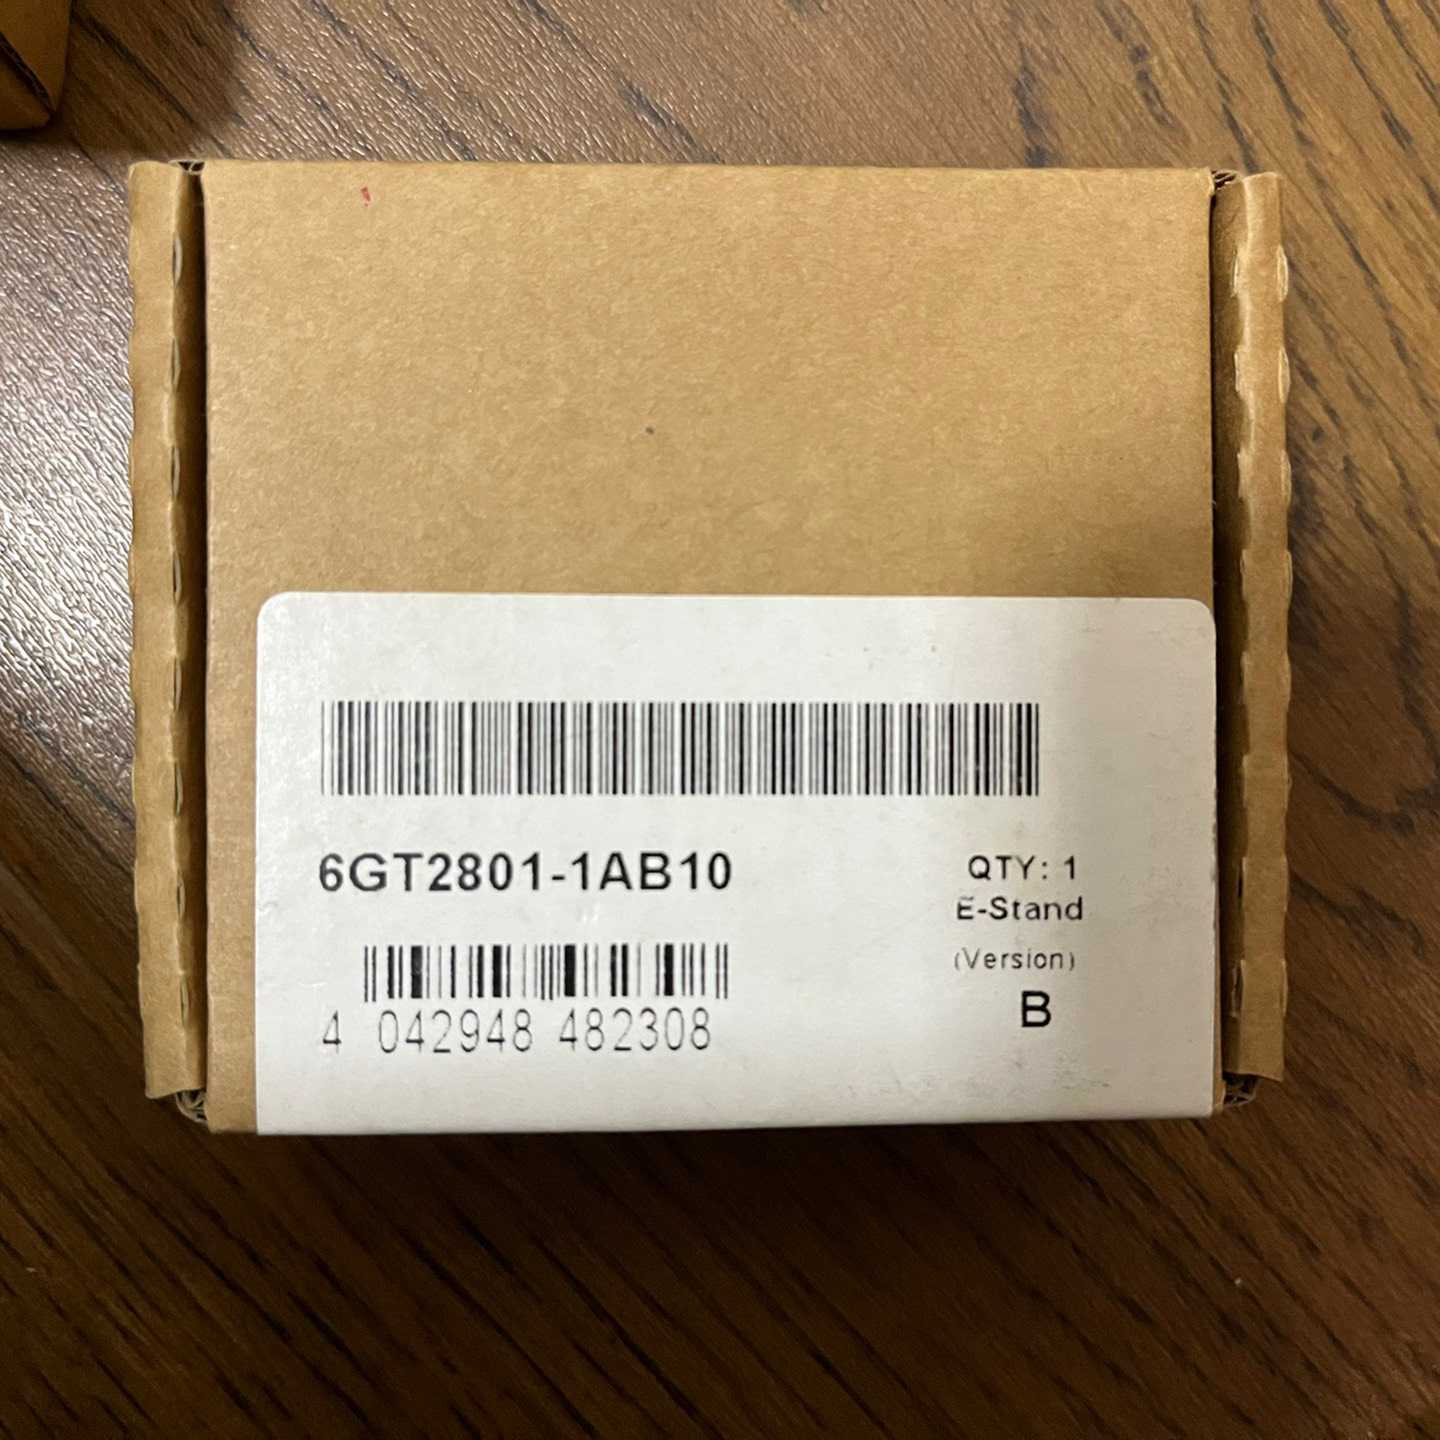 6GT2801-1AB10
QTY: 1
E-Stand
(Version)
B
4 042948 482308